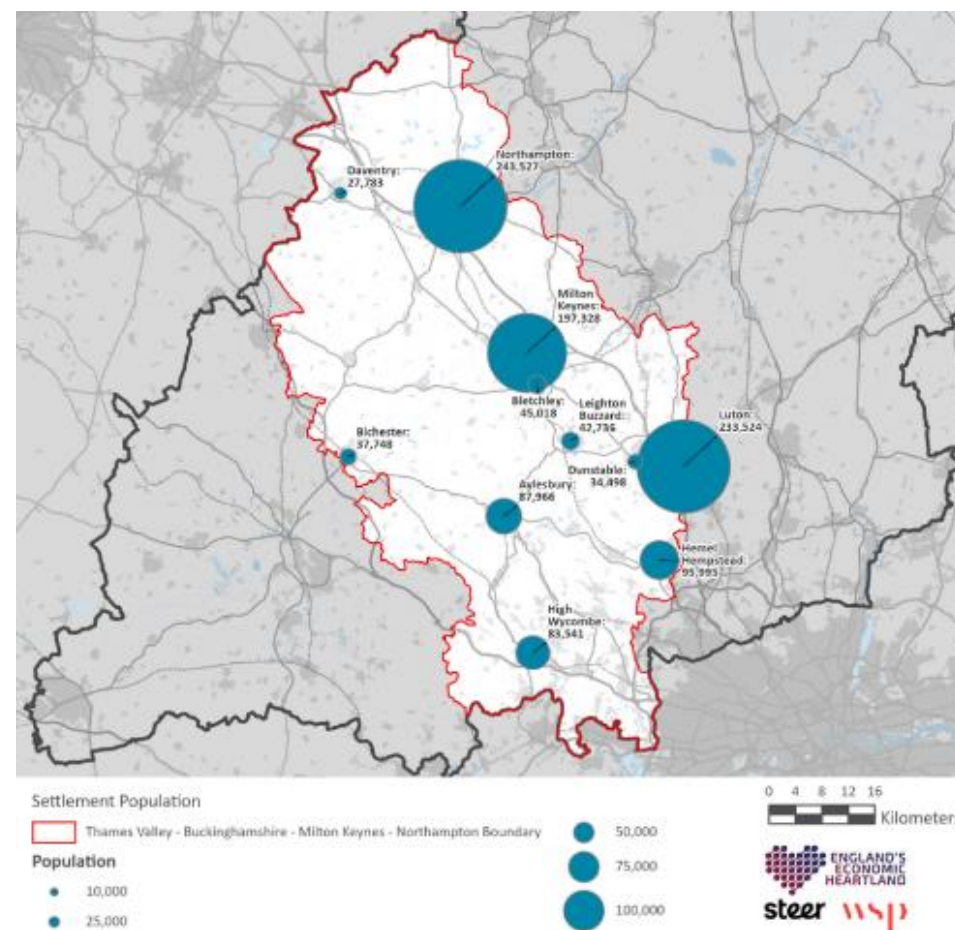 Northampton:
243,527
Daventry:
27,783
Milton
Keynes:
197,328
Bletchley:
45,018
Leighton
Buzzard:
42,736
Luton:
233,524
Bichester:
37,748
Dunstable:
34,498
Aylesbury:
87,966
Hemel
Hempstead:
95,995
High
Wycombe:
83,541
Settlement Population
Thames Valley - Buckinghamshire - Milton Keynes - Northampton Boundary
Population
10,000
25,000
50,000
75,000
100,000
0 4 8 12 16
Kilometer
ENGLAND'S
ECONOMIC
HEARTLAND
steer wsp